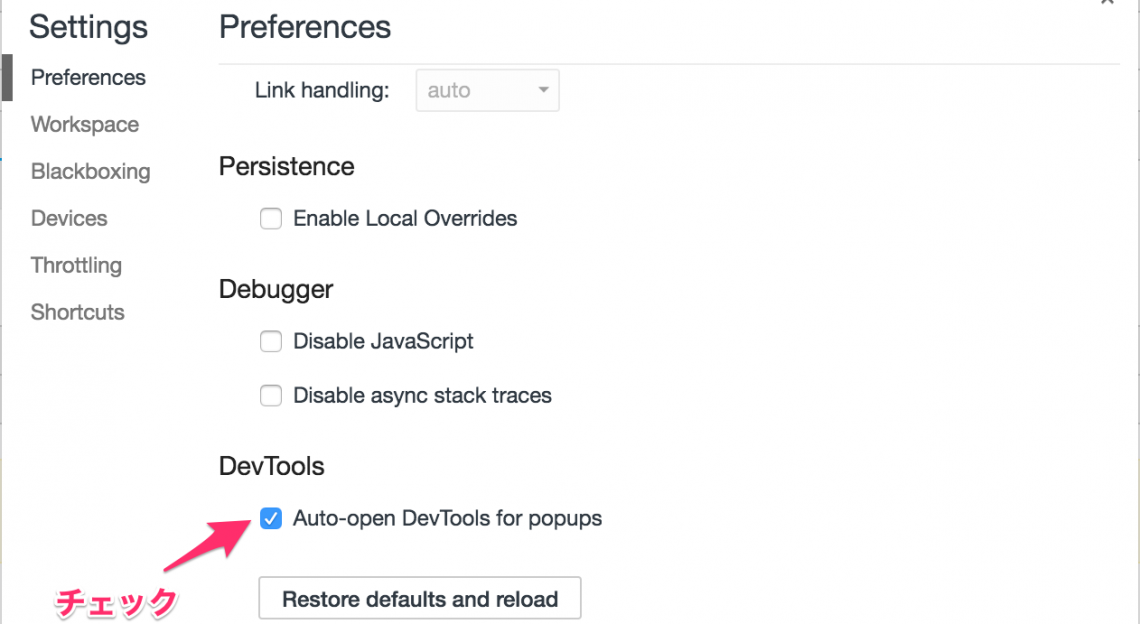 Settings
Preferences
Workspace
Blackboxing
Devices
Throttling
Shortcuts
Preferences
Link handling: auto
Persistence
Enable Local Overrides
Debugger
Disable JavaScript
Disable async stack traces
DevTools
Auto-open DevTools for popups
チェック
Restore defaults and reload